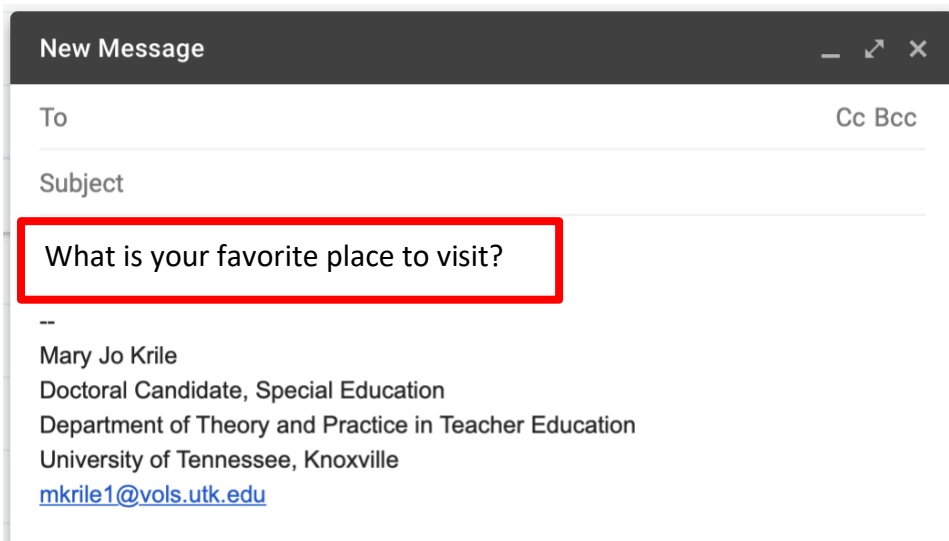 New Message
To Cc Bcc
Subject
What is your favorite place to visit?
--
Mary Jo Krile
Doctoral Candidate, Special Education
Department of Theory and Practice in Teacher Education
University of Tennessee, Knoxville
mkrile1@vols.utk.edu